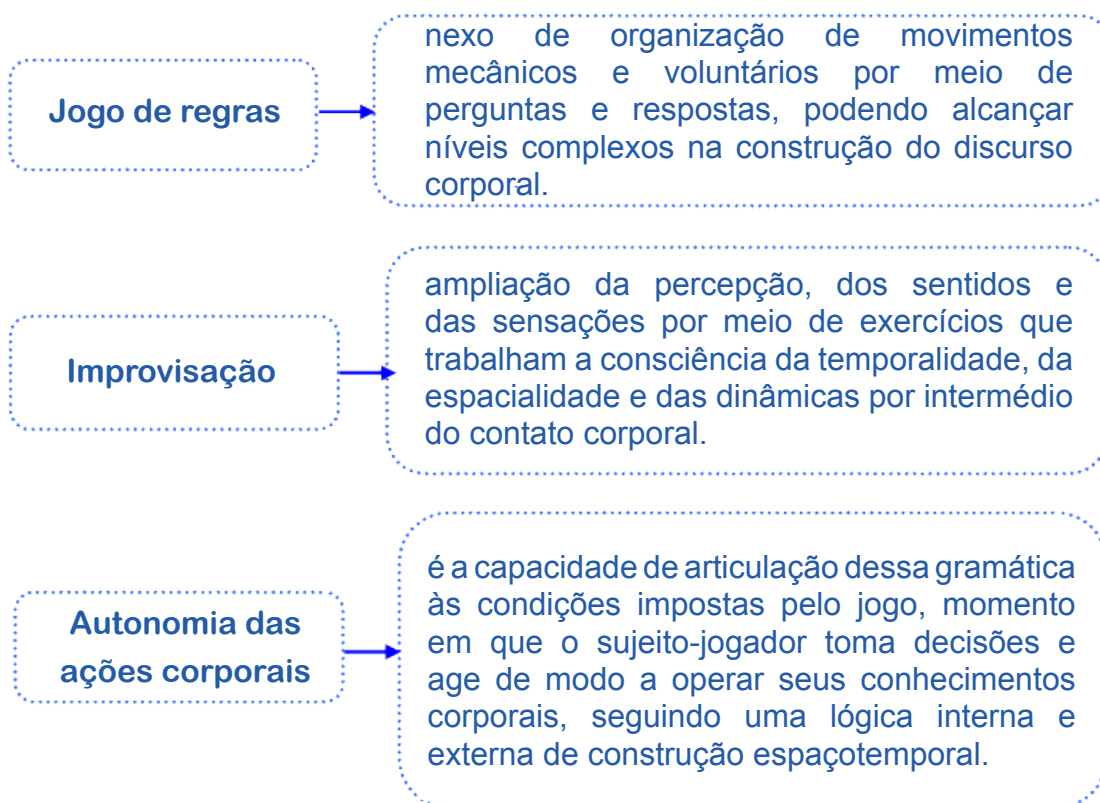 Jogo de regras
nexo de organização de movimentos
mecânicos e voluntários por meio de
perguntas e respostas, podendo alcançar
níveis complexos na construção do discurso
corporal.
Improvisação
ampliação da percepção, dos sentidos e
das sensações por meio de exercícios que
trabalham a consciência da temporalidade, da
espacialidade e das dinâmicas por intermédio
do contato corporal.
Autonomia das
ações corporais
é a capacidade de articulação dessa gramática
às condições impostas pelo jogo, momento
em que o sujeito-jogador toma decisões e
age de modo a operar seus conhecimentos
corporais, seguindo uma lógica interna e
externa de construção espaçotemporal.